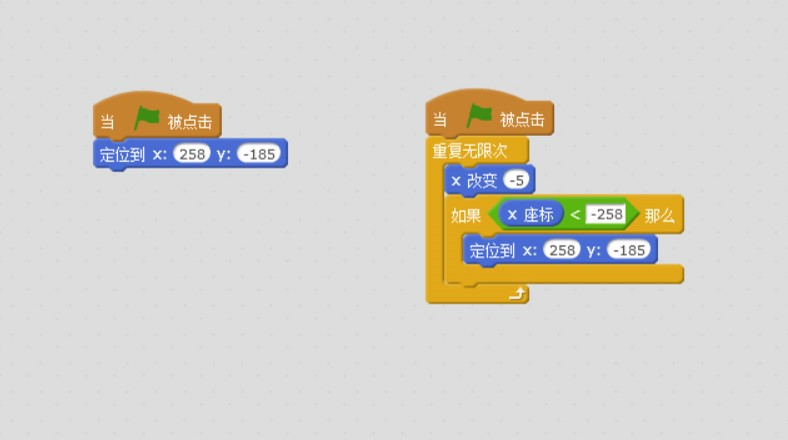 当 被点击
定位到 x: 258 y: -185
当 被点击
重复无限次
x 改变 -5
如果 x 座标 < -258 那么
定位到 x: 258 y: -185